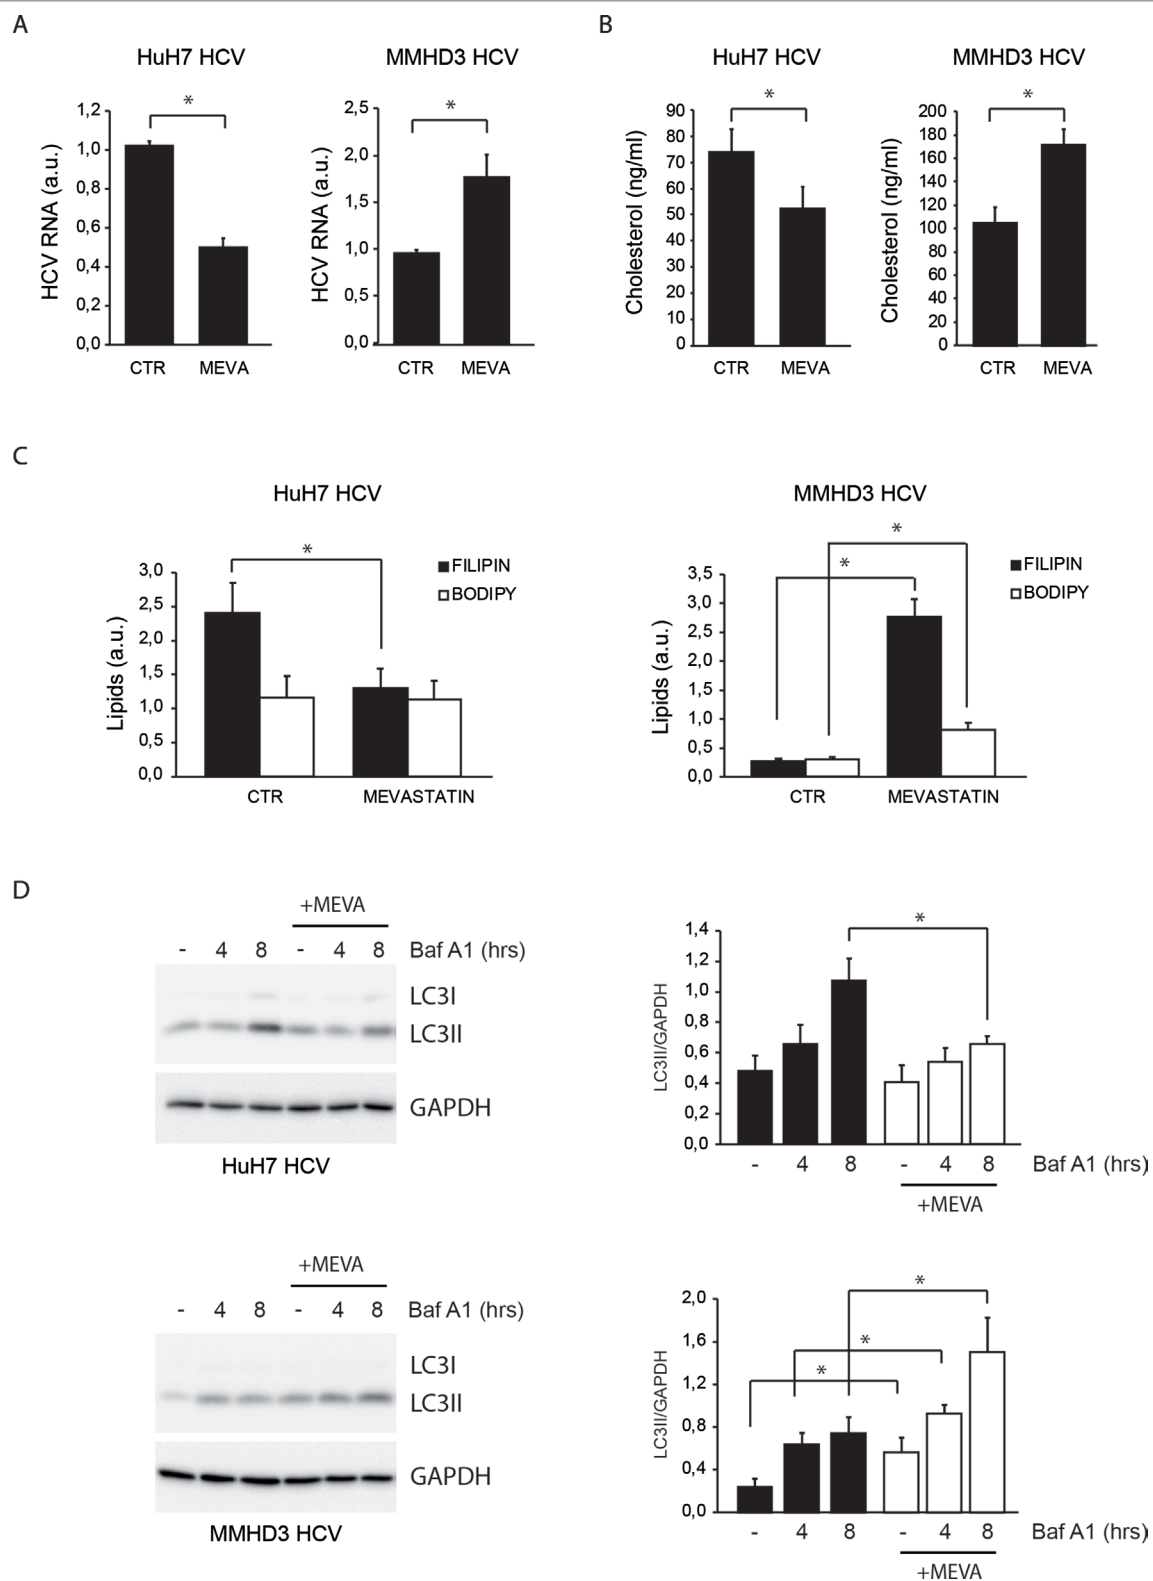 A
B
HuH7 HCV
MMHD3 HCV
HuH7 HCV
MMHD3 HCV
*
*
*
*
HCV RNA (a.u.)
1,2
1,0
0,8
0,6
0,4
0,2
0,0
CTR
MEVA
HCV RNA (a.u.)
2,5
2,0
1,5
1,0
0,5
0,0
CTR
MEVA
Cholesterol (ng/ml)
90
80
70
60
50
40
30
20
10
0
CTR
MEVA
Cholesterol (ng/ml)
200
180
160
140
120
100
80
60
40
20
0
CTR
MEVA
C
HuH7 HCV
*
FILIPIN
BODIPY
Lipids (a.u.)
3,0
2,5
2,0
1,5
1,0
0,5
0,0
CTR
MEVASTATIN
MMHD3 HCV
*
*
FILIPIN
BODIPY
Lipids (a.u.)
3,5
3,0
2,5
2,0
1,5
1,0
0,5
0,0
CTR
MEVASTATIN
D
+MEVA
- 4 8 - 4 8 Baf A1 (hrs)
LC3I
LC3II
GAPDH
HuH7 HCV
*
LC3II/GAPDH
1,4
1,2
1,0
0,8
0,6
0,4
0,2
0,0
- 4 8 - 4 8 Baf A1 (hrs)
+MEVA
+MEVA
- 4 8 - 4 8 Baf A1 (hrs)
LC3I
LC3II
GAPDH
MMHD3 HCV
*
*
*
LC3II/GAPDH
2,0
1,6
1,2
0,8
0,4
0,0
- 4 8 - 4 8 Baf A1 (hrs)
+MEVA